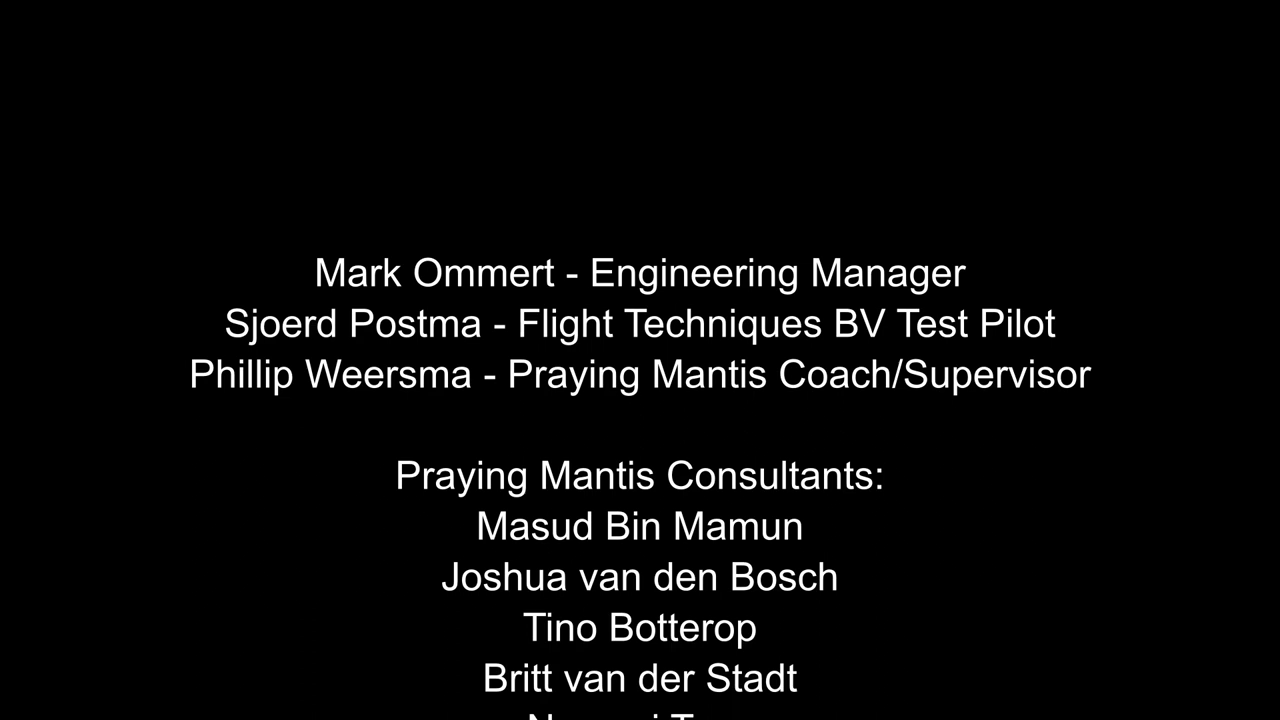 Mark Ommert - Engineering Manager
Sjoerd Postma - Flight Techniques BV Test Pilot
Phillip Weersma - Praying Mantis Coach/Supervisor
Praying Mantis Consultants:
Masud Bin Mamun
Joshua van den Bosch
Tino Botterop
Britt van der Stadt